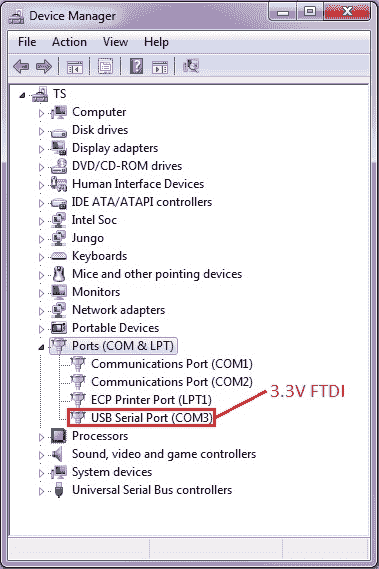 Device Manager
File Action View Help
TS
Computer
Disk drives
Display adapters
DVD/CD-ROM drives
Human Interface Devices
IDE ATA/ATAPI controllers
Intel Soc
Jungo
Keyboards
Mice and other pointing devices
Monitors
Network adapters
Portable Devices
Ports (COM & LPT)
Communications Port (COM1)
Communications Port (COM2)
ECP Printer Port (LPT1)
USB Serial Port (COM3) 3.3V FTDI
Processors
Sound, video and game controllers
System devices
Universal Serial Bus controllers